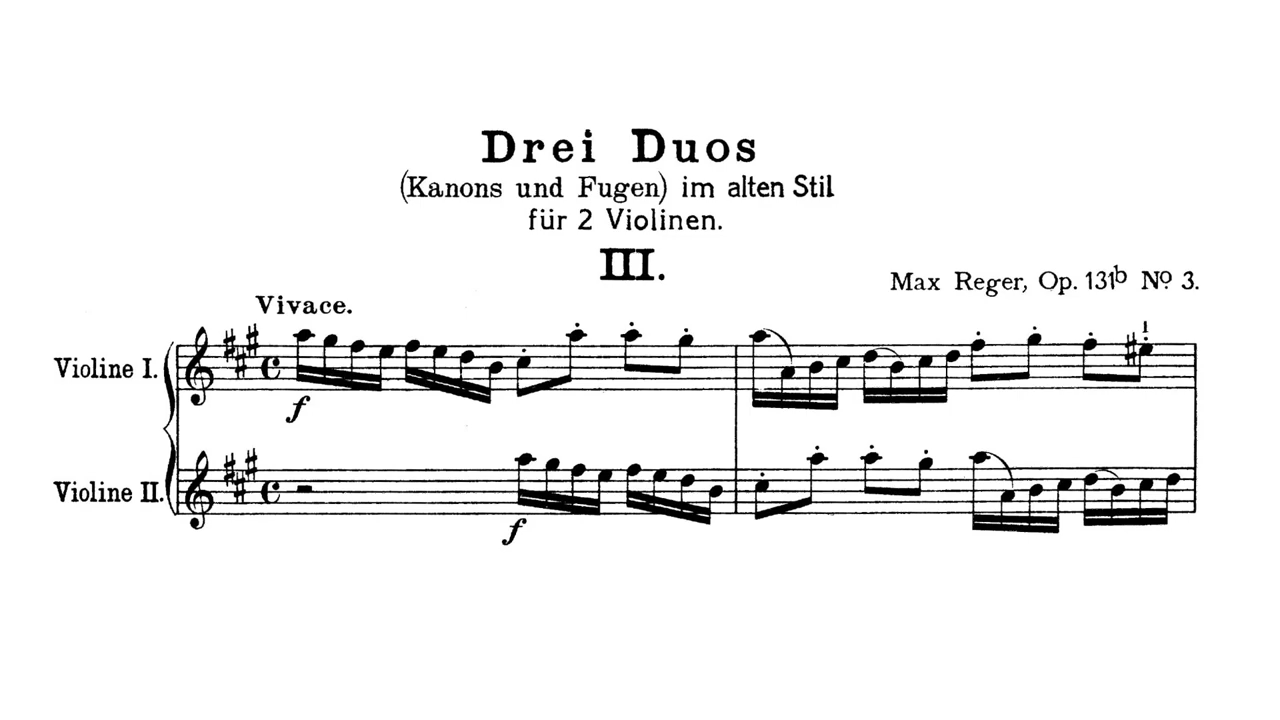 Drei Duos
(Kanons und Fugen) im alten Stil
für 2 Violinen.
III.
Max Reger, Op. 131b No 3.
Vivace.
1
Violine I.
f
Violine II.
f